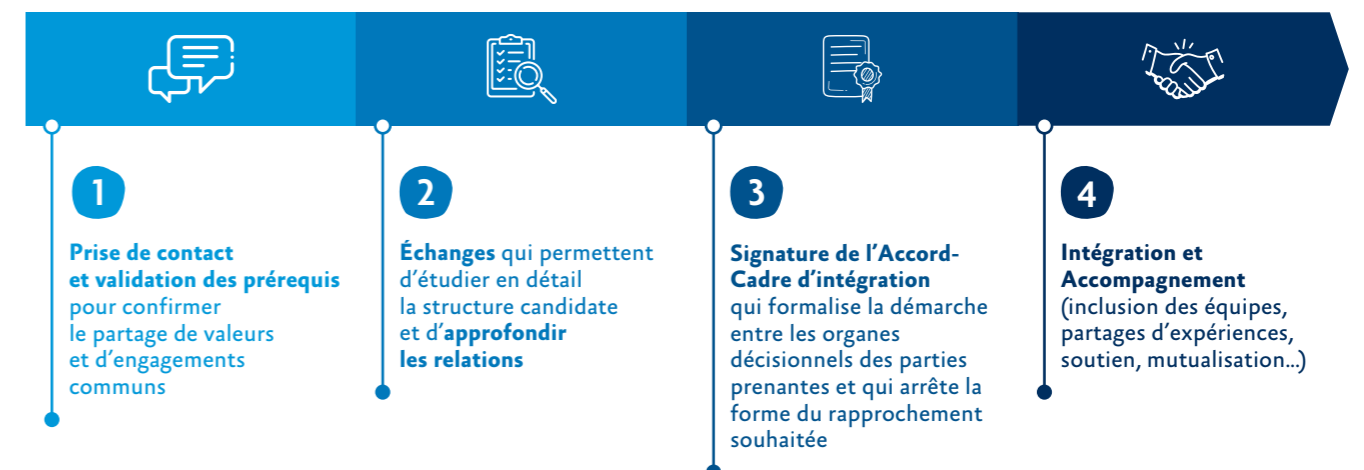 1
Prise de contact
et validation des prérequis
pour confirmer
le partage de valeurs
et d'engagements
communs
2
Échanges qui permettent
d'étudier en détail
la structure candidate
et d'approfondir
les relations
3
Signature de l'Accord-
Cadre d'intégration
qui formalise la démarche
entre les organes
décisionnels des parties
prenantes et qui arrête la
forme du rapprochement
souhaitée
4
Intégration et
Accompagnement
(inclusion des équipes,
partages d'expériences,
soutien, mutualisation...)